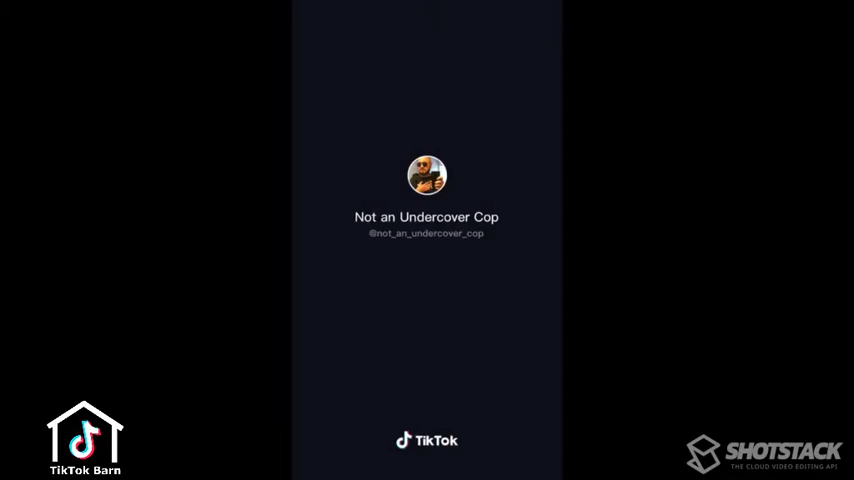 Not an Undercover Cop
@not_an_undercover_cop
TikTok
TikTok Barn
SHOTSTACK
THE CLOUD VIDEO EDITING API